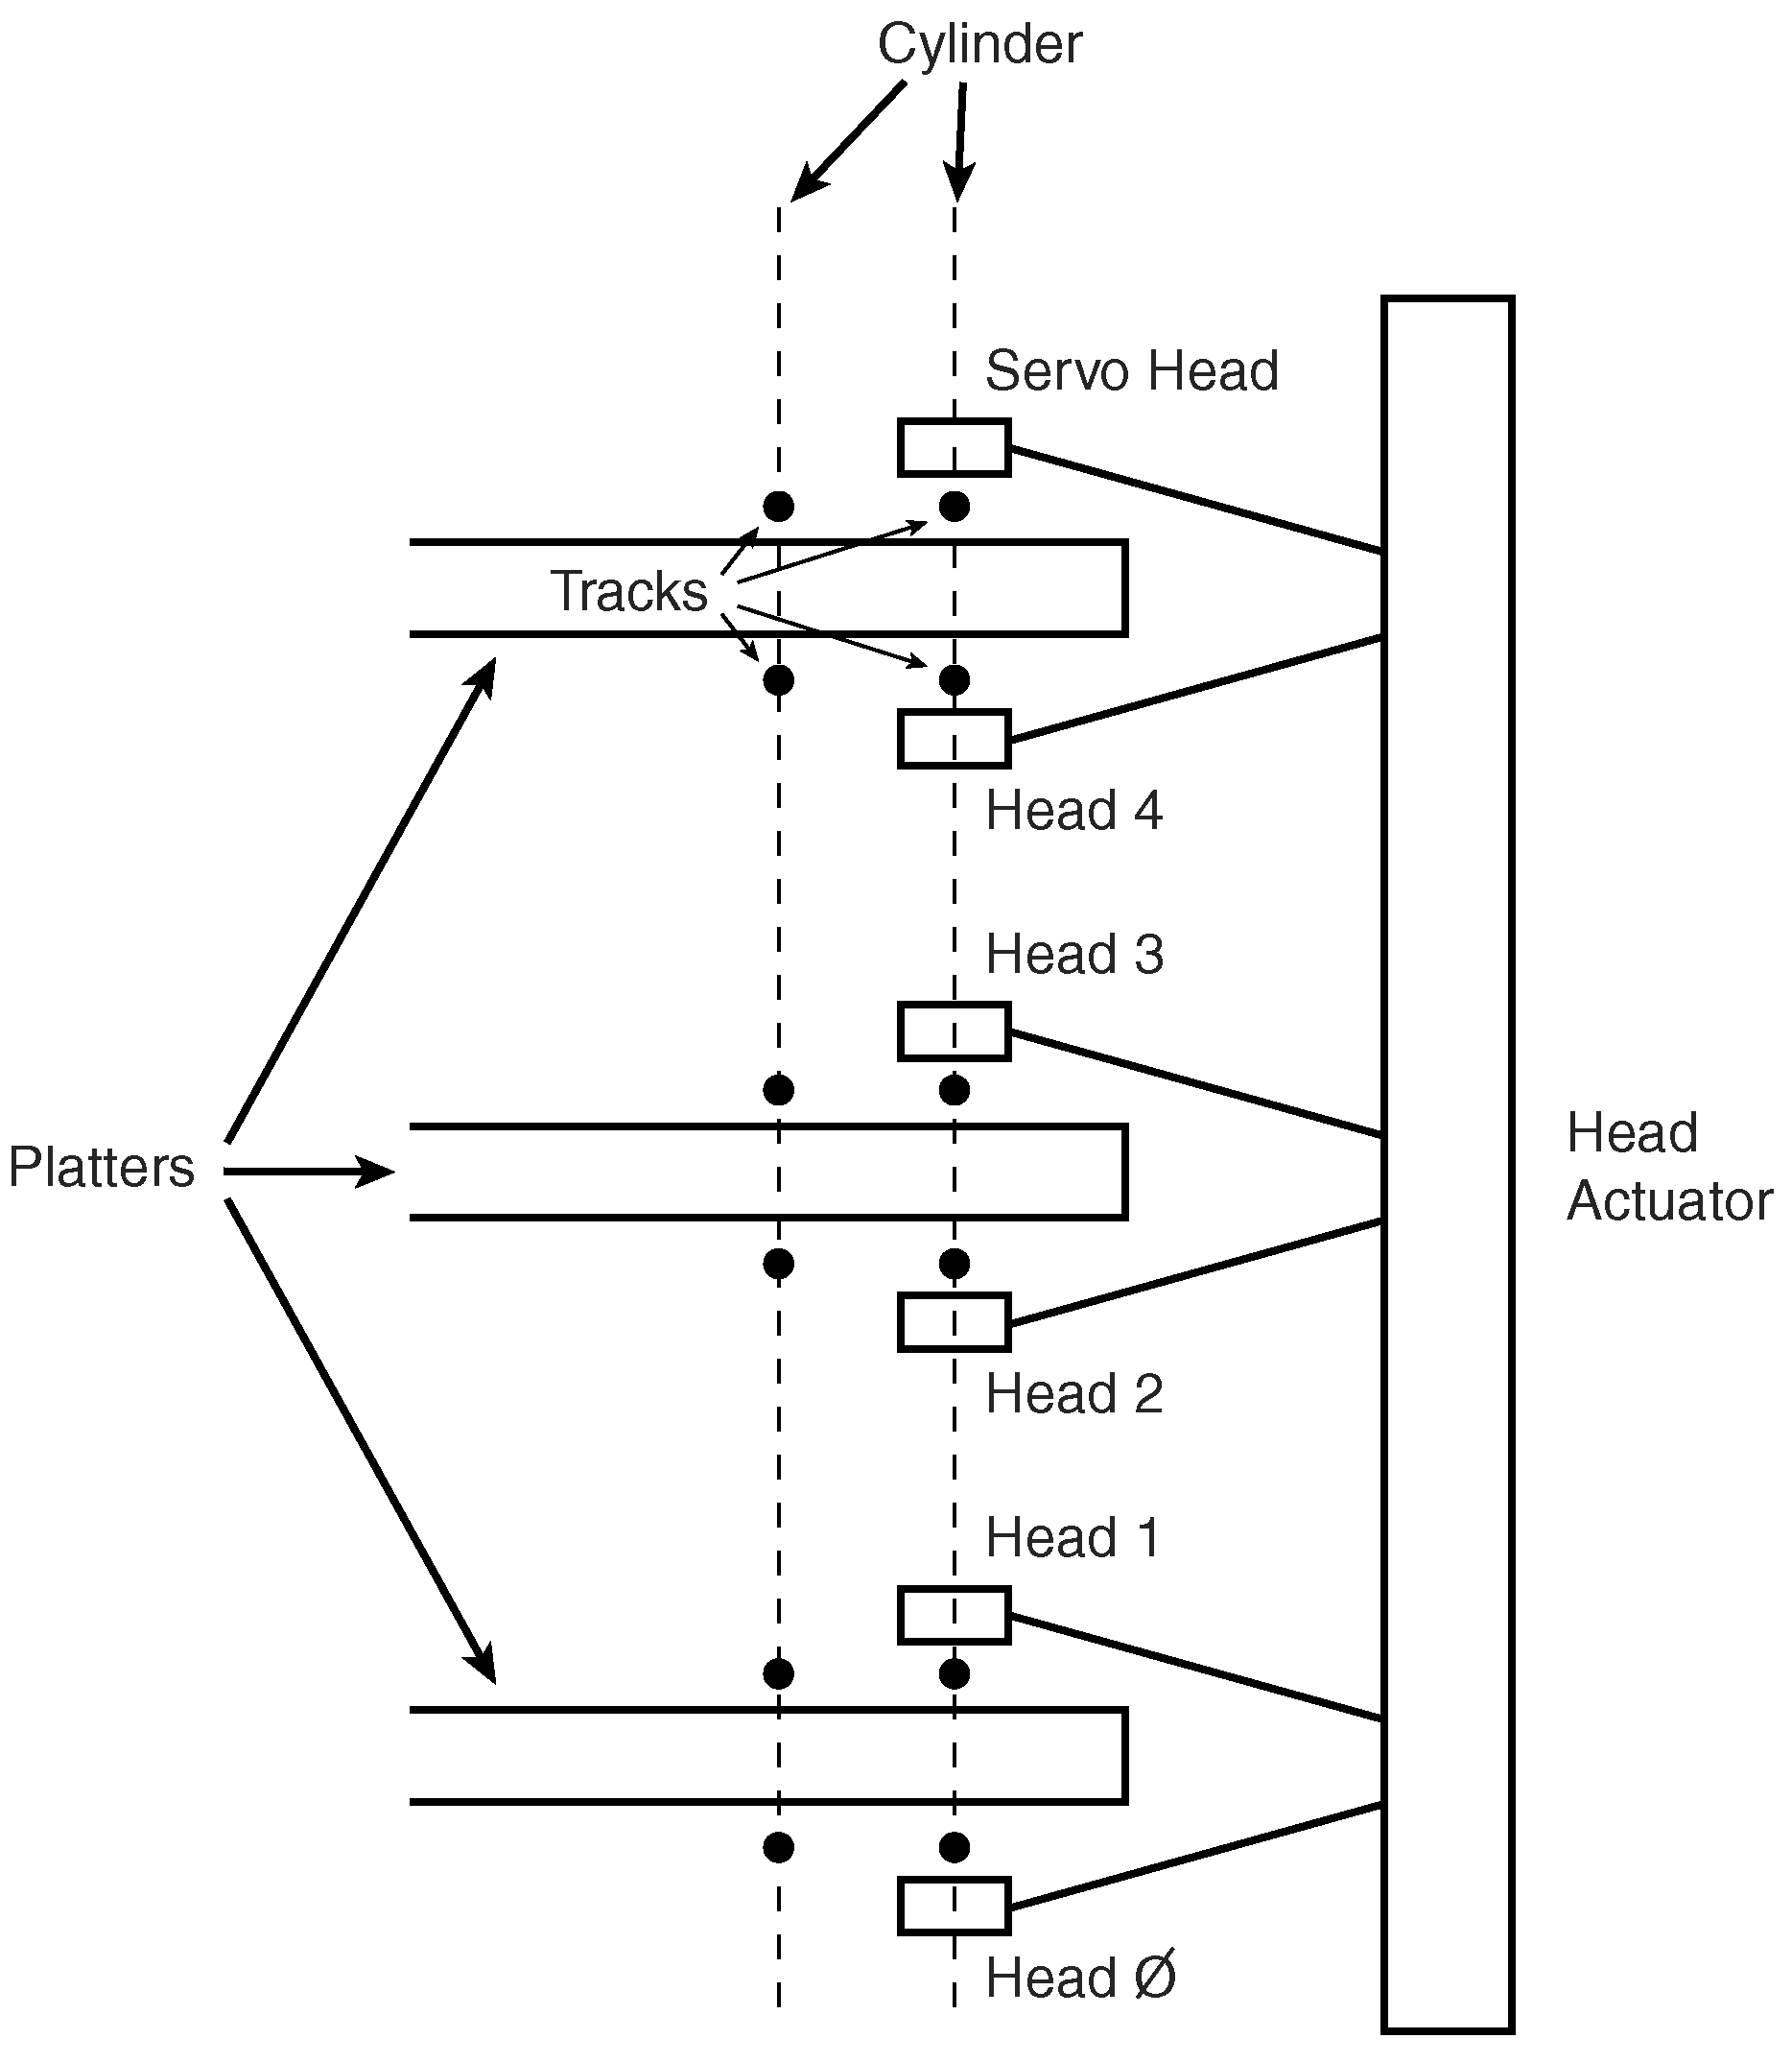 Cylinder
Servo Head
Tracks
Head 4
Head 3
Platters
Head
Actuator
Head 2
Head 1
Head Ø